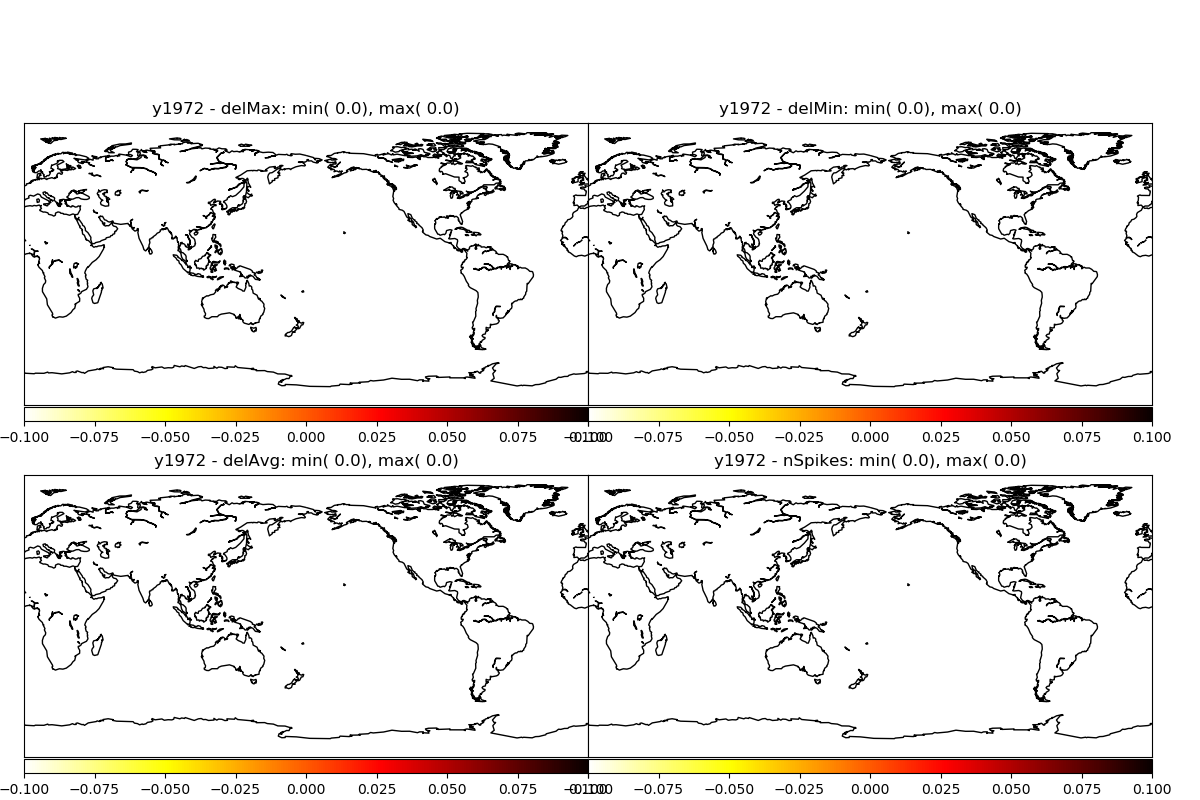 y1972 - delMax: min( 0.0), max( 0.0)
y1972 - delMin: min( 0.0), max( 0.0)
−0.100 −0.075 −0.050 −0.025 0.000 0.025 0.050 0.075 0.100
−0.100 −0.075 −0.050 −0.025 0.000 0.025 0.050 0.075 0.100
y1972 - delAvg: min( 0.0), max( 0.0)
y1972 - nSpikes: min( 0.0), max( 0.0)
−0.100 −0.075 −0.050 −0.025 0.000 0.025 0.050 0.075 0.100
−0.100 −0.075 −0.050 −0.025 0.000 0.025 0.050 0.075 0.100